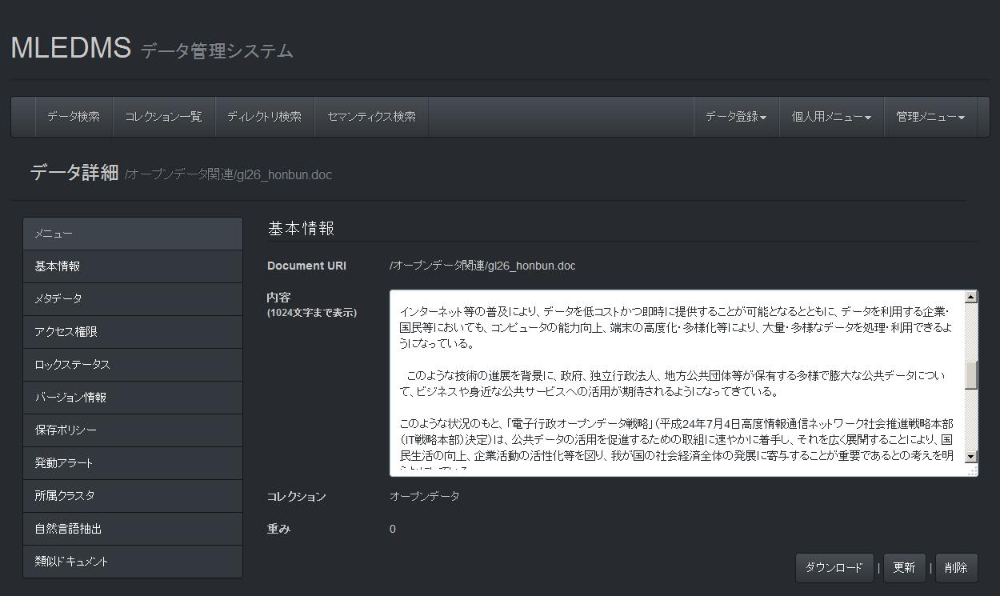 MLEDMS データ管理システム
データ検索 コレクション一覧 ディレクトリ検索 セマンティクス検索 データ登録 個人用メニュー 管理メニュー
データ詳細 /オープンデータ関連/gl26_honbun.doc
メニュー
基本情報
メタデータ
アクセス権限
ロックステータス
バージョン情報
保存ポリシー
発動アラート
所属クラスタ
自然言語抽出
類似ドキュメント
基本情報
Document URI /オープンデータ関連/gl26_honbun.doc
内容
(1024文字まで表示)
インターネット等の普及により、データを低コストかつ即時に提供することが可能となるとともに、データを利用する企業・
国民等においても、コンピュータの能力向上、端末の高度化・多様化等により、大量・多様なデータを処理・利用できるよ
うになっている。
このような技術の進展を背景に、政府、独立行政法人、地方公共団体等が保有する多様で膨大な公共データについ
て、ビジネスや身近な公共サービスへの活用が期待されるようになってきている。
このような状況のもと、「電子行政オープンデータ戦略」（平成24年7月4日高度情報通信ネットワーク社会推進戦略本部
（IT戦略本部）決定）は、公共データの活用を促進するための取組に速やかに着手し、それを広く展開することにより、国
民生活の向上、企業活動の活性化等を図り、我が国の社会経済全体の発展に寄与することが重要であるとの考えを明
コレクション オープンデータ
重み 0
ダウンロード | 更新 | 削除